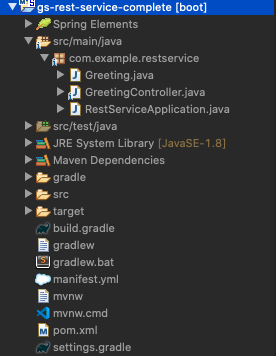 gs-rest-service-complete [boot]
Spring Elements
src/main/java
com.example.restservice
Greeting.java
GreetingController.java
RestServiceApplication.java
src/test/java
JRE System Library [JavaSE-1.8]
Maven Dependencies
gradle
src
target
build.gradle
gradlew
gradlew.bat
manifest.yml
mvnw
mvnw.cmd
pom.xml
settings.gradle